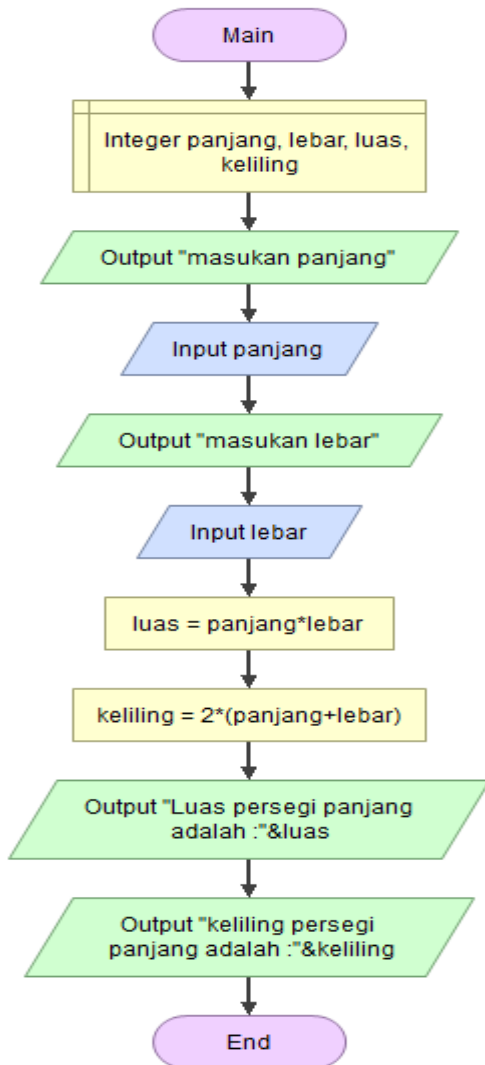 Main
Integer panjang, lebar, luas,
keliling
Output "masukan panjang"
Input panjang
Output "masukan lebar"
Input lebar
luas = panjang*lebar
keliling = 2*(panjang+lebar)
Output "Luas persegi panjang
adalah :"&luas
Output "keliling persegi
panjang adalah :"&keliling
End